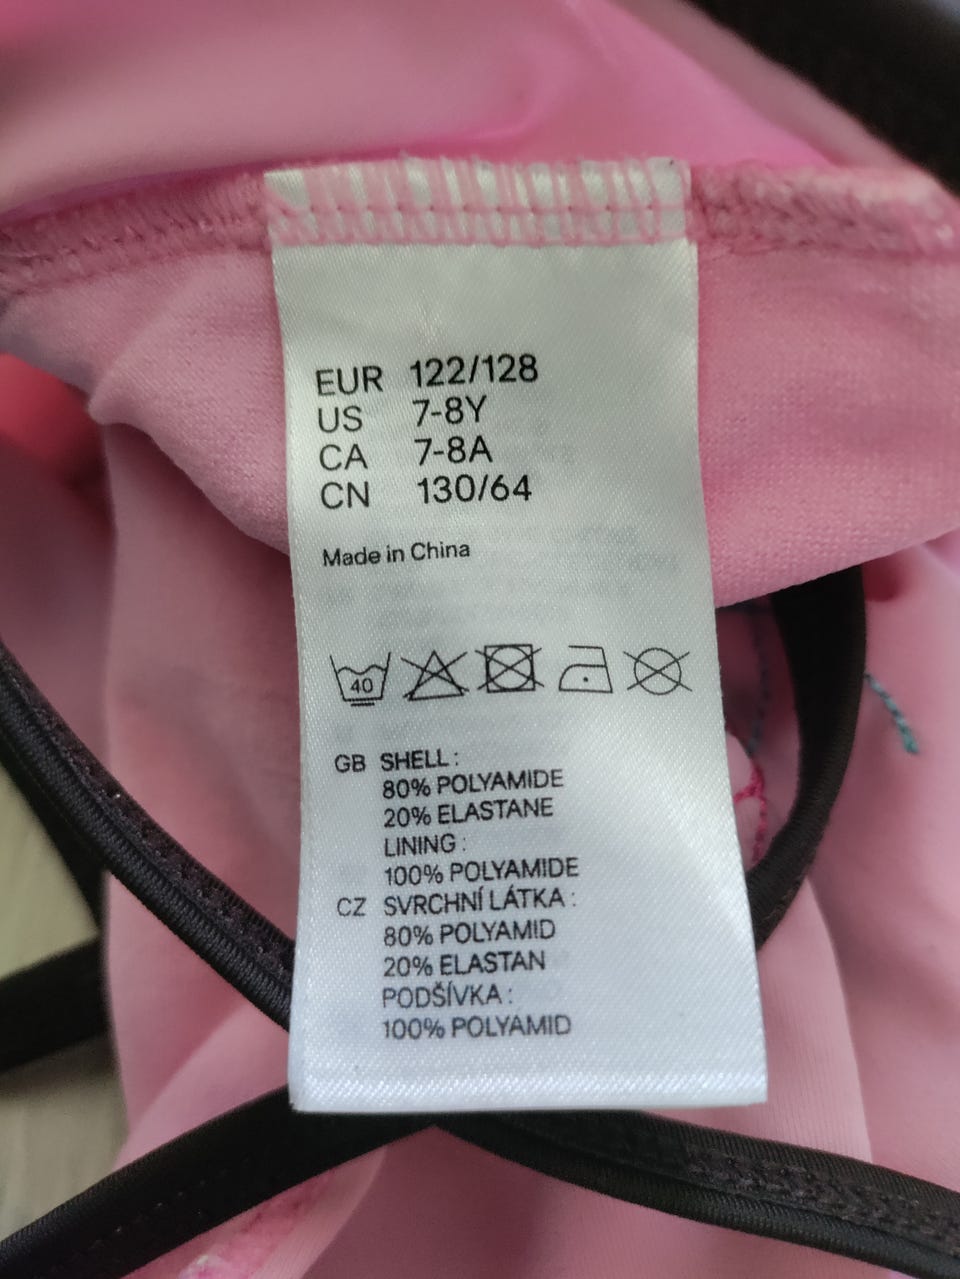 EUR 122/128
US 7-8Y
CA 7-8A
CN 130/64
Made in China
40
GB SHELL :
80% POLYAMIDE
20% ELASTANE
LINING :
100% POLYAMIDE
CZ SVRCHNÍ LÁTKA :
80% POLYAMID
20% ELASTAN
PODŠÍVKA :
100% POLYAMID